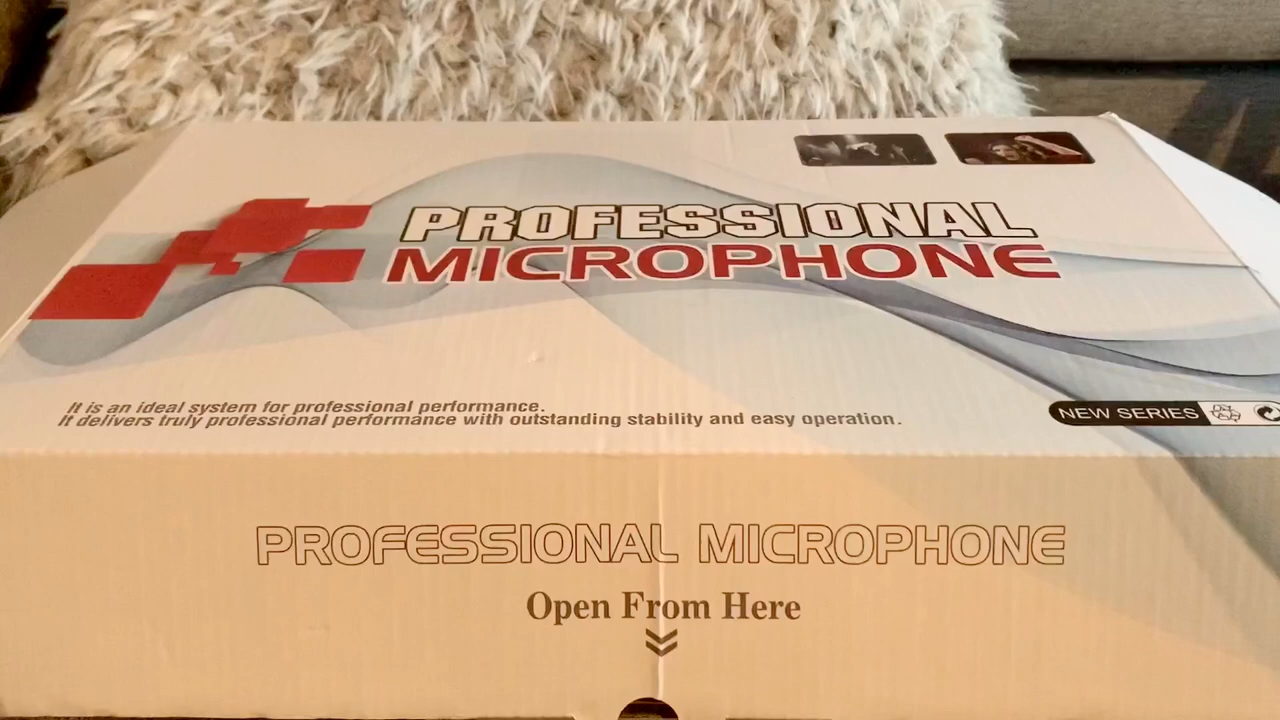 PROFESSIONAL
MICROPHONE
It is an ideal system for professional performance.
It delivers truly professional performance with outstanding stability and easy operation.
NEW SERIES
PROFESSIONAL MICROPHONE
Open From Here